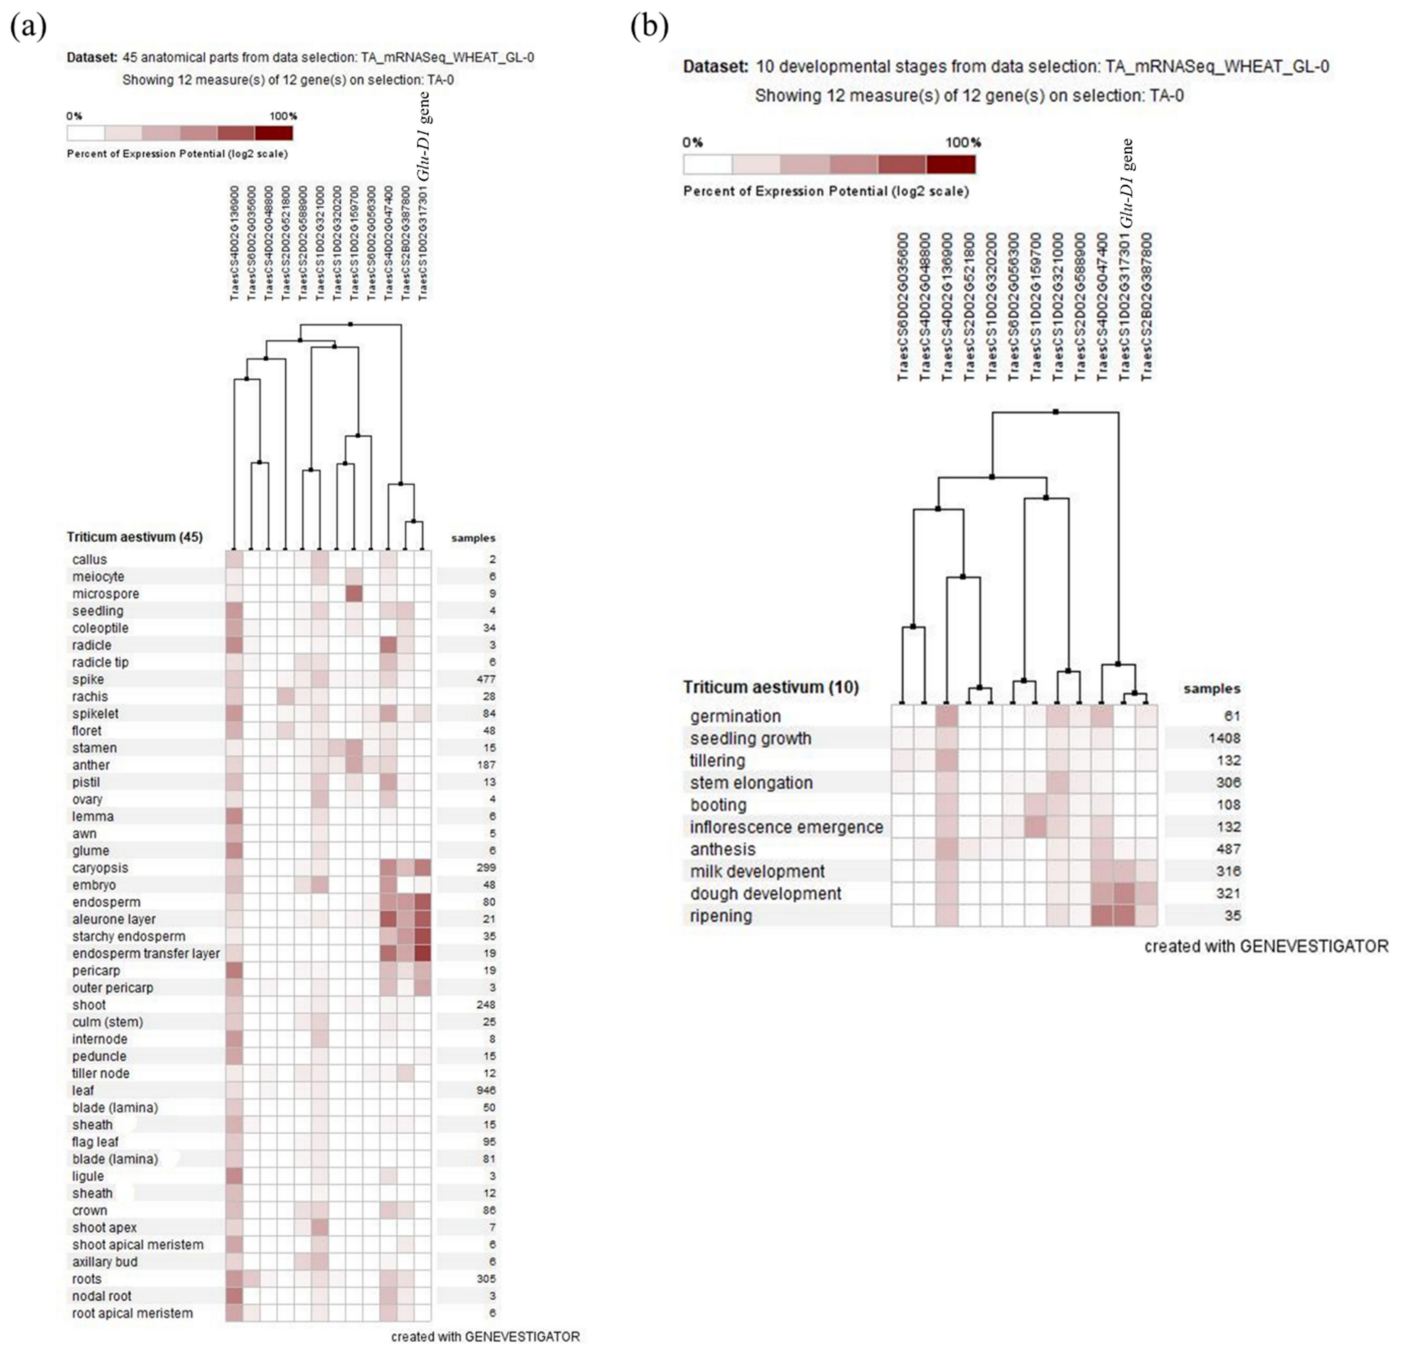 (a)
Dataset: 45 anatomical parts from data selection: TA_mRNASeq_WHEAT_GL-0
Showing 12 measure(s) of 12 gene(s) on selection: TA-0
0% 100%
Percent of Expression Potential (log2 scale)
TraesCS4D02G136900
TraesCS6D02G035600
TraesCS4D02G048800
TraesCS2D02G521800
TraesCS2D02G588900
TraesCS1D02G321000
TraesCS1D02G320200
TraesCS1D02G159700
TraesCS6D02G056300
TraesCS4D02G047400
TraesCS2B02G387800
TraesCS1D02G317301 Glu-D1 gene
Triticum aestivum (45) samples
callus 2
meiocyte 6
microspore 9
seedling 4
coleoptile 34
radicle 3
radicle tip 6
spike 477
rachis 28
spikelet 84
floret 48
stamen 15
anther 187
pistil 13
ovary 4
lemma 6
awn 5
glume 6
caryopsis 299
embryo 48
endosperm 80
aleurone layer 21
starchy endosperm 35
endosperm transfer layer 19
pericarp 19
outer pericarp 3
shoot 248
culm (stem) 25
internode 8
peduncle 15
tiller node 12
leaf 946
blade (lamina) 50
sheath 15
flag leaf 95
blade (lamina) 81
ligule 3
sheath 12
crown 86
shoot apex 7
shoot apical meristem 6
axillary bud 6
roots 305
nodal root 3
root apical meristem 6
created with GENEVESTIGATOR
(b)
Dataset: 10 developmental stages from data selection: TA_mRNASeq_WHEAT_GL-0
Showing 12 measure(s) of 12 gene(s) on selection: TA-0
0% 100%
Percent of Expression Potential (log2 scale)
TraesCS6D02G035600
TraesCS4D02G048800
TraesCS4D02G136900
TraesCS2D02G521800
TraesCS1D02G320200
TraesCS6D02G056300
TraesCS1D02G159700
TraesCS1D02G321000
TraesCS2D02G588900
TraesCS4D02G047400
TraesCS1D02G317301 Glu-D1 gene
TraesCS2B02G387800
Triticum aestivum (10) samples
germination 61
seedling growth 1408
tillering 132
stem elongation 306
booting 108
inflorescence emergence 132
anthesis 487
milk development 316
dough development 321
ripening 35
created with GENEVESTIGATOR